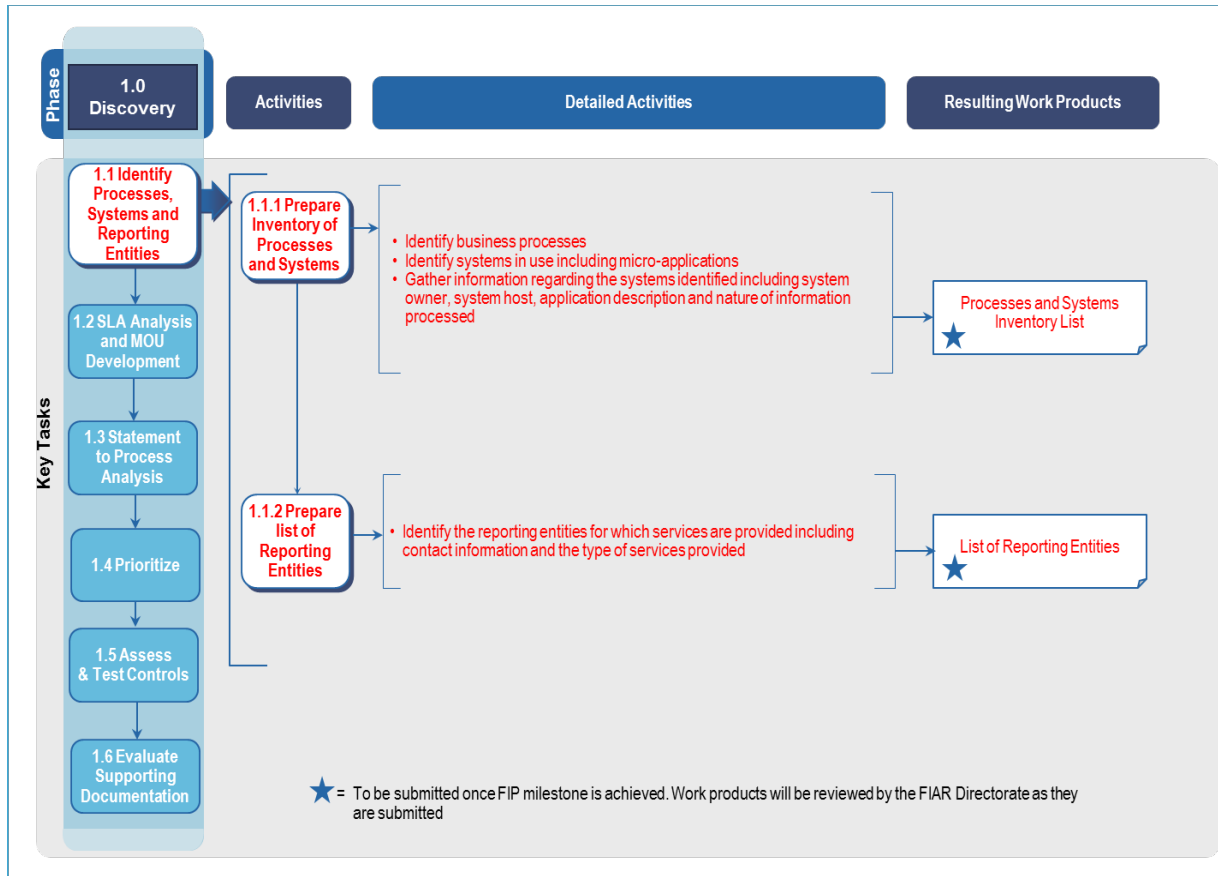 Phase
1.0
Discovery
Activities
Detailed Activities
Resulting Work Products
Key Tasks
1.1 Identify
Processes,
Systems and
Reporting
Entities
1.2 SLA Analysis
and MOU
Development
1.3 Statement
to Process
Analysis
1.4 Prioritize
1.5 Assess
& Test Controls
1.6 Evaluate
Supporting
Documentation
1.1.1 Prepare
Inventory of
Processes
and Systems
• Identify business processes
• Identify systems in use including micro-applications
• Gather information regarding the systems identified including system
owner, system host, application description and nature of information
processed
Processes and Systems
Inventory List
1.1.2 Prepare
list of
Reporting
Entities
• Identify the reporting entities for which services are provided including
contact information and the type of services provided
List of Reporting Entities
= To be submitted once FIP milestone is achieved. Work products will be reviewed by the FIAR Directorate as they
are submitted